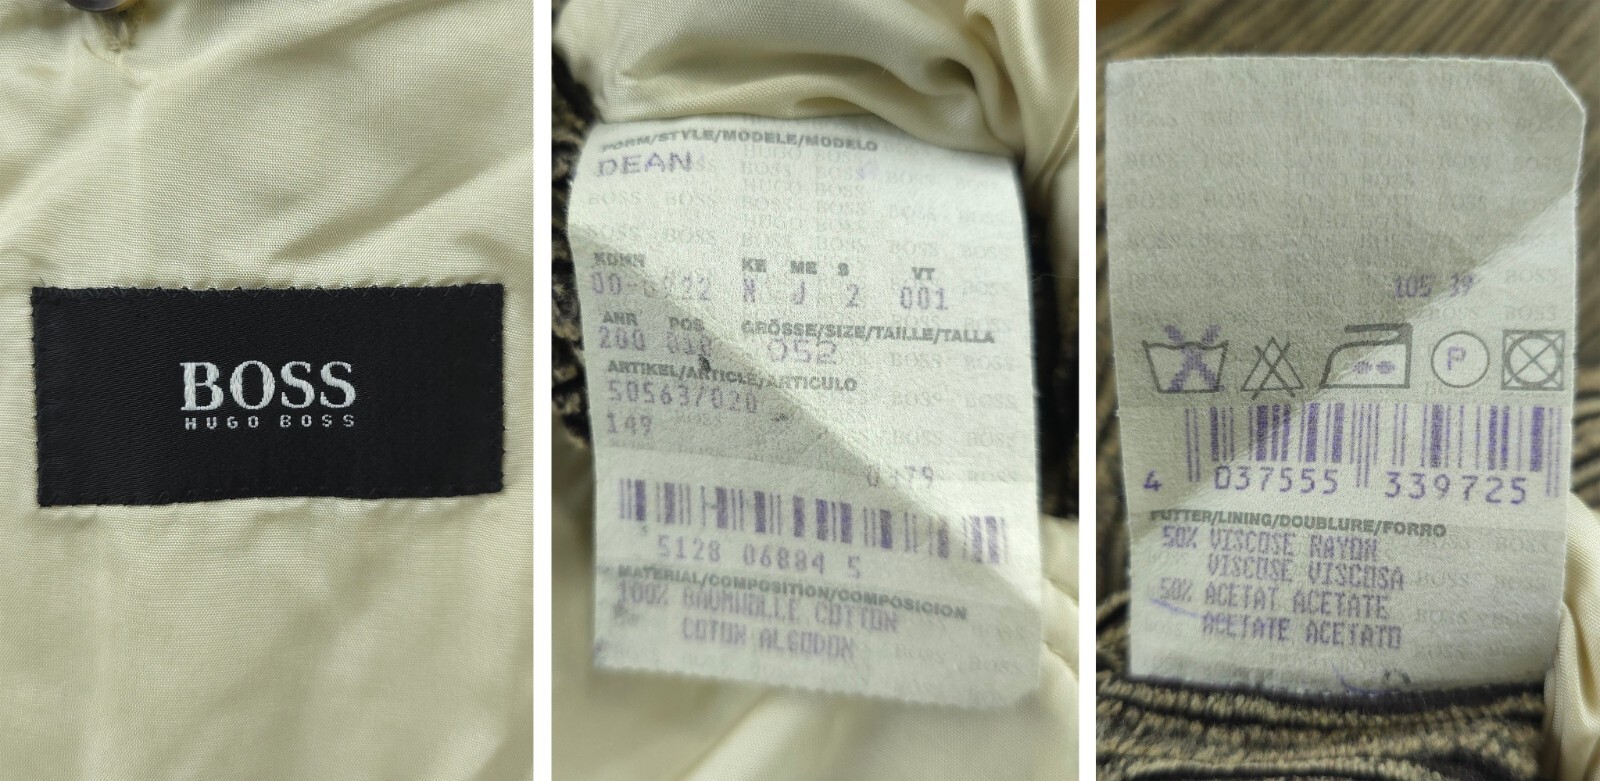 BOSS
HUGO BOSS
FORM/STYLE/MODELE/MODELO
DEAN
KDNR KE ME S VT
N J 2 001
ANR POS GRÖSSE/SIZE/TAILLE/TALLA
200 052
ARTIKEL/ARTICLE/ARTICULO
50563/020
149
5128 06884 5
MATERIAL/COMPOSITION/COMPOSICION
100% BAUMWOLLE COTTON
COTON ALGODON
105 39
P
4 037555 339725
FUTTER/LINING/DOUBLURE/FORRO
50% VISCOSE RAYON
VISCOSE VISCOSA
50% ACETAT ACETATE
ACETATE ACETATO